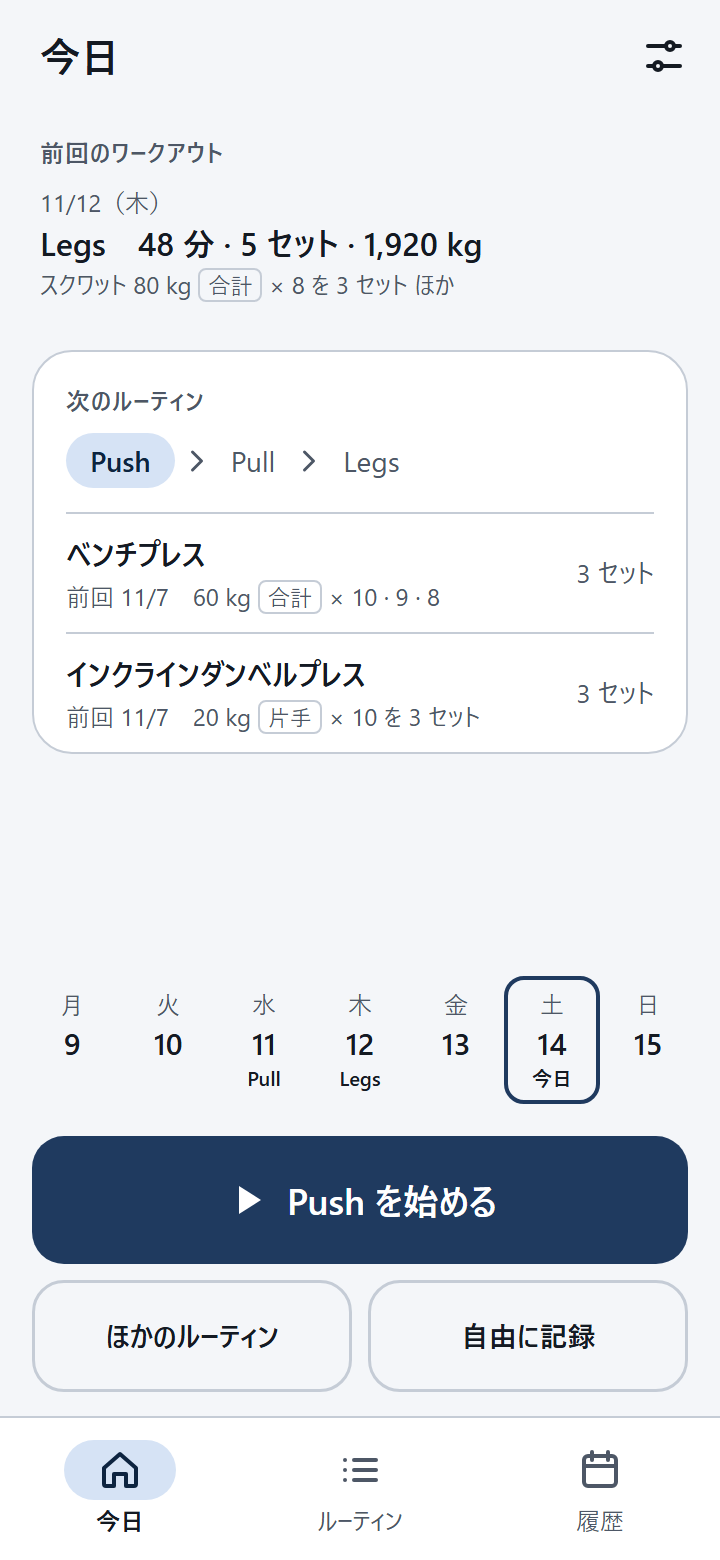 今日
前回のワークアウト
11/12（木）
Legs　48 分 · 5 セット · 1,920 kg
スクワット 80 kg 合計 × 8 を 3 セット ほか
次のルーティン
Push Pull Legs
ベンチプレス
前回 11/7　60 kg 合計 × 10 · 9 · 8
3 セット
インクラインダンベルプレス
前回 11/7　20 kg 片手 × 10 を 3 セット
3 セット
月 火 水 木 金 土 日
9 10 11 12 13 14 15
Pull Legs 今日
Push を始める
ほかのルーティン 自由に記録
今日 ルーティン 履歴